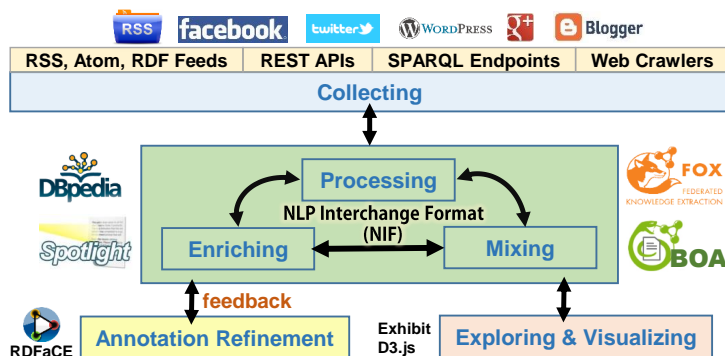 RSS facebook twitter WORDPRESS g+ Blogger
RSS, Atom, RDF Feeds REST APIs SPARQL Endpoints Web Crawlers
Collecting
DBpedia
Processing
FOX
FEDERATED
KNOWLEDGE EXTRACTION
NLP Interchange Format
(NIF)
Spotlight
Enriching
Mixing
BOA
feedback
RDFaCE
Annotation Refinement
Exhibit
D3.js
Exploring & Visualizing